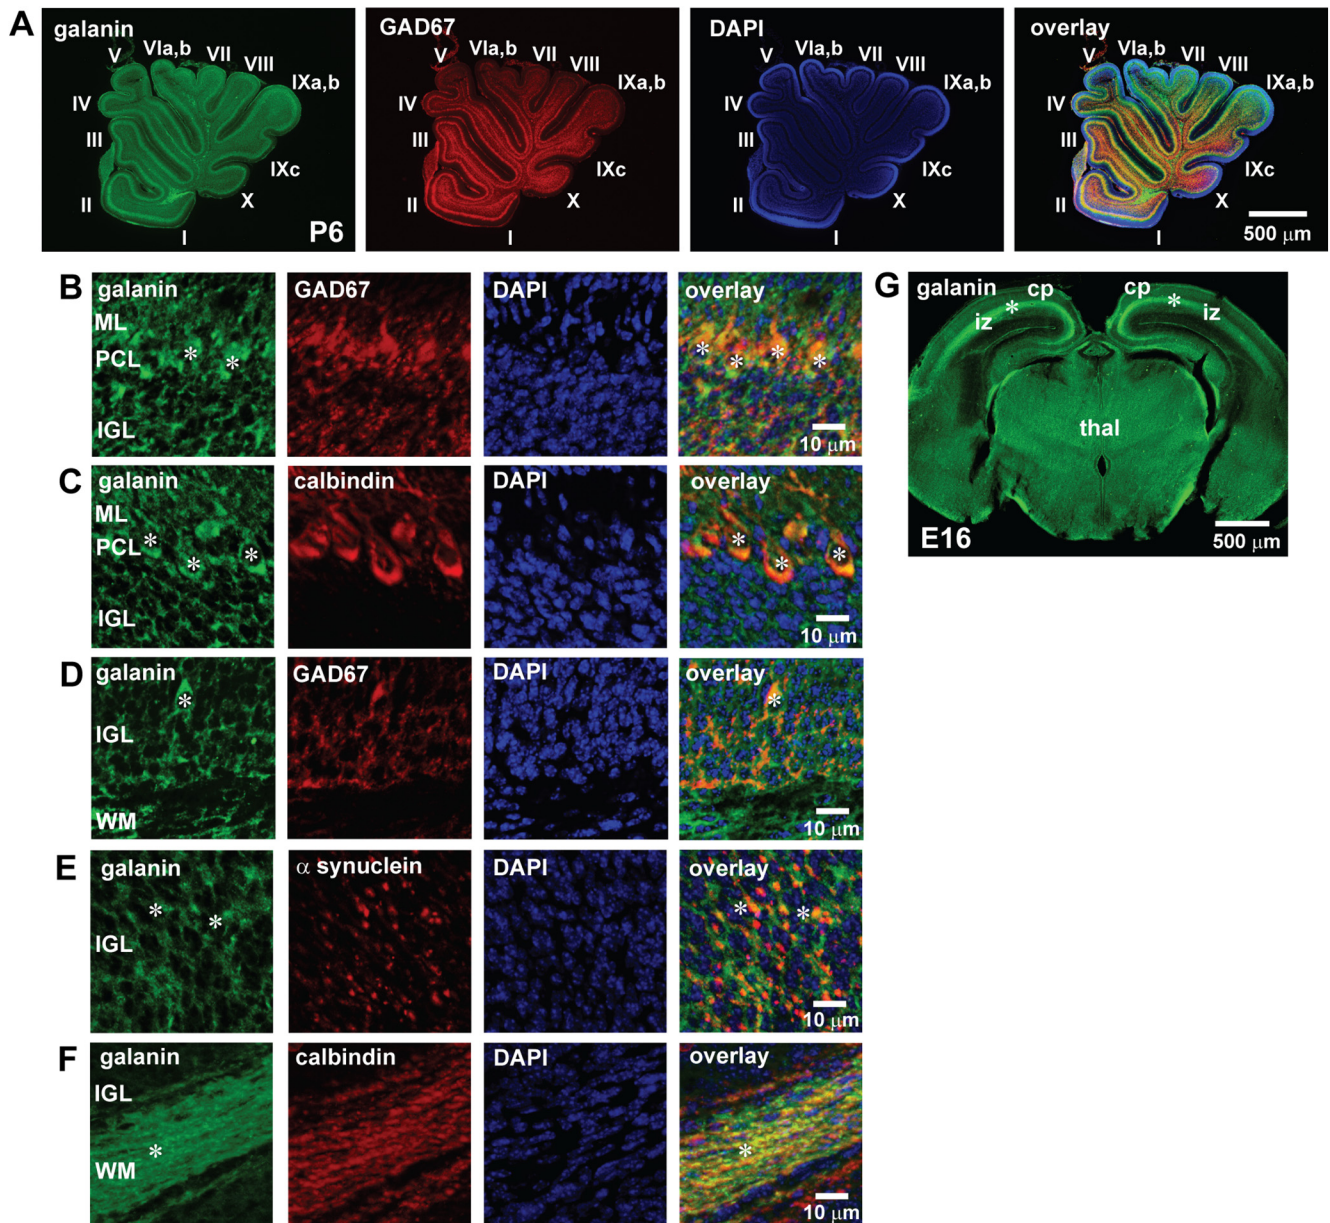 A
galanin
V
VIa,b
VII
VIII
IXa,b
IV
III
IXc
X
II
I
P6
GAD67
V
VIa,b
VII
VIII
IXa,b
IV
III
IXc
X
II
I
DAPI
V
VIa,b
VII
VIII
IXa,b
IV
III
IXc
X
II
I
overlay
V
VIa,b
VII
VIII
IXa,b
IV
III
IXc
X
II
I
500 μm
B
galanin
ML
PCL
* *
IGL
GAD67
DAPI
overlay
* * * *
10 μm
C
galanin
ML
*
PCL
* *
IGL
calbindin
DAPI
overlay
* * *
10 μm
D
galanin
*
IGL
WM
GAD67
DAPI
overlay
*
10 μm
E
galanin
* *
IGL
α synuclein
DAPI
overlay
* *
10 μm
F
galanin
IGL
*
WM
calbindin
DAPI
overlay
*
10 μm
G
galanin
cp
cp
* *
iz
iz
thal
E16
500 μm